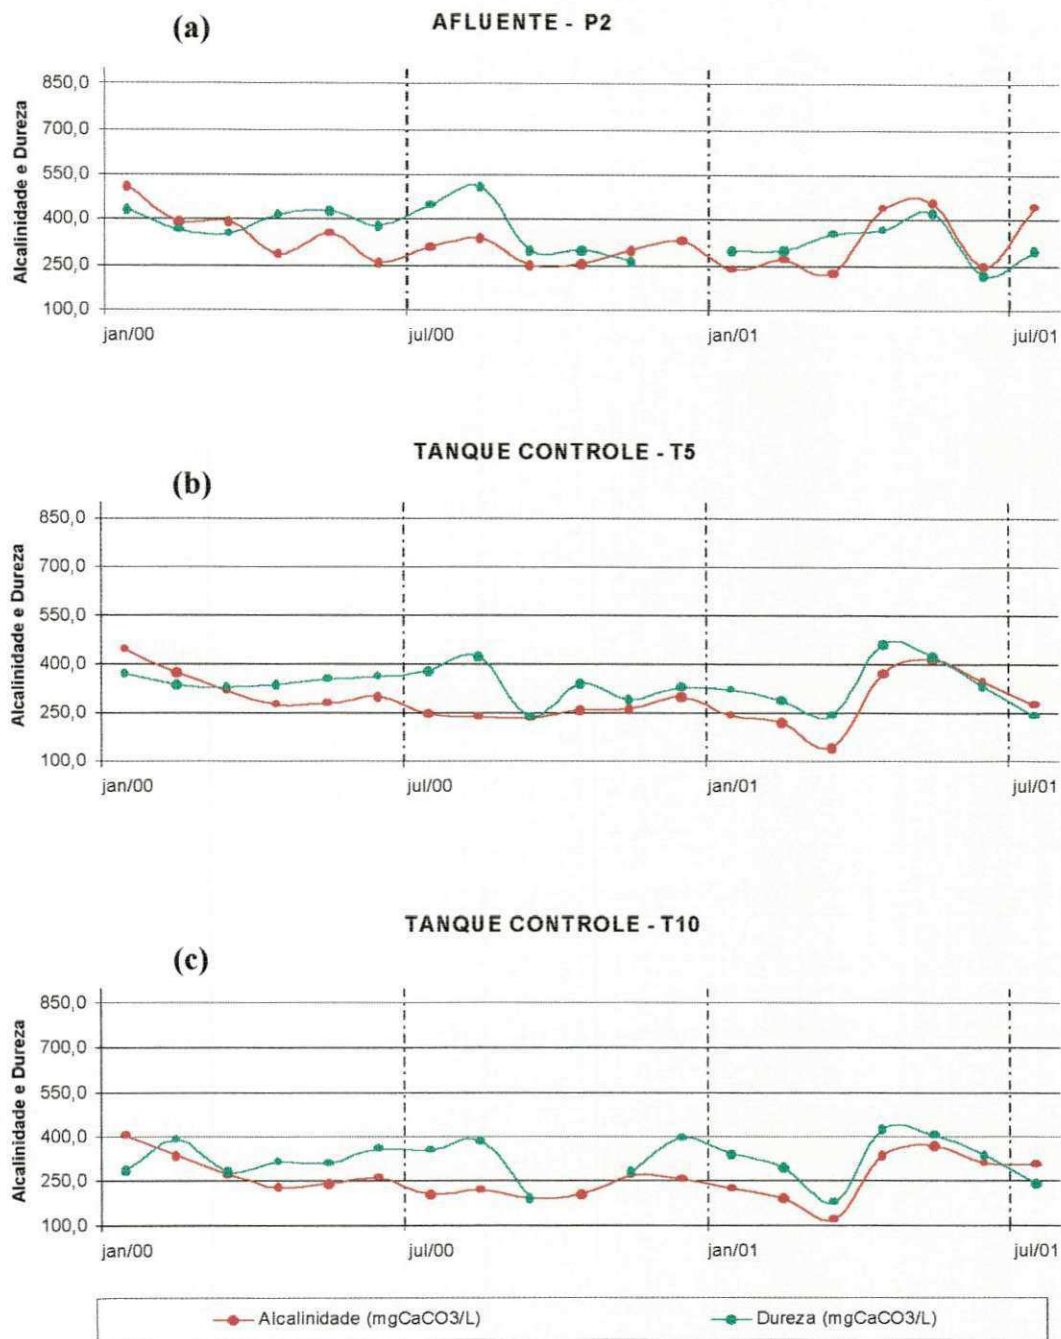 (a)
AFLUENTE - P2
Alcalinidade e Dureza
850,0
700,0
550,0
400,0
250,0
100,0
jan/00 jul/00 jan/01 jul/01
TANQUE CONTROLE - T5
(b)
Alcalinidade e Dureza
850,0
700,0
550,0
400,0
250,0
100,0
jan/00 jul/00 jan/01 jul/01
TANQUE CONTROLE - T10
(c)
Alcalinidade e Dureza
850,0
700,0
550,0
400,0
250,0
100,0
jan/00 jul/00 jan/01 jul/01
Alcalinidade (mgCaCO3/L) Dureza (mgCaCO3/L)